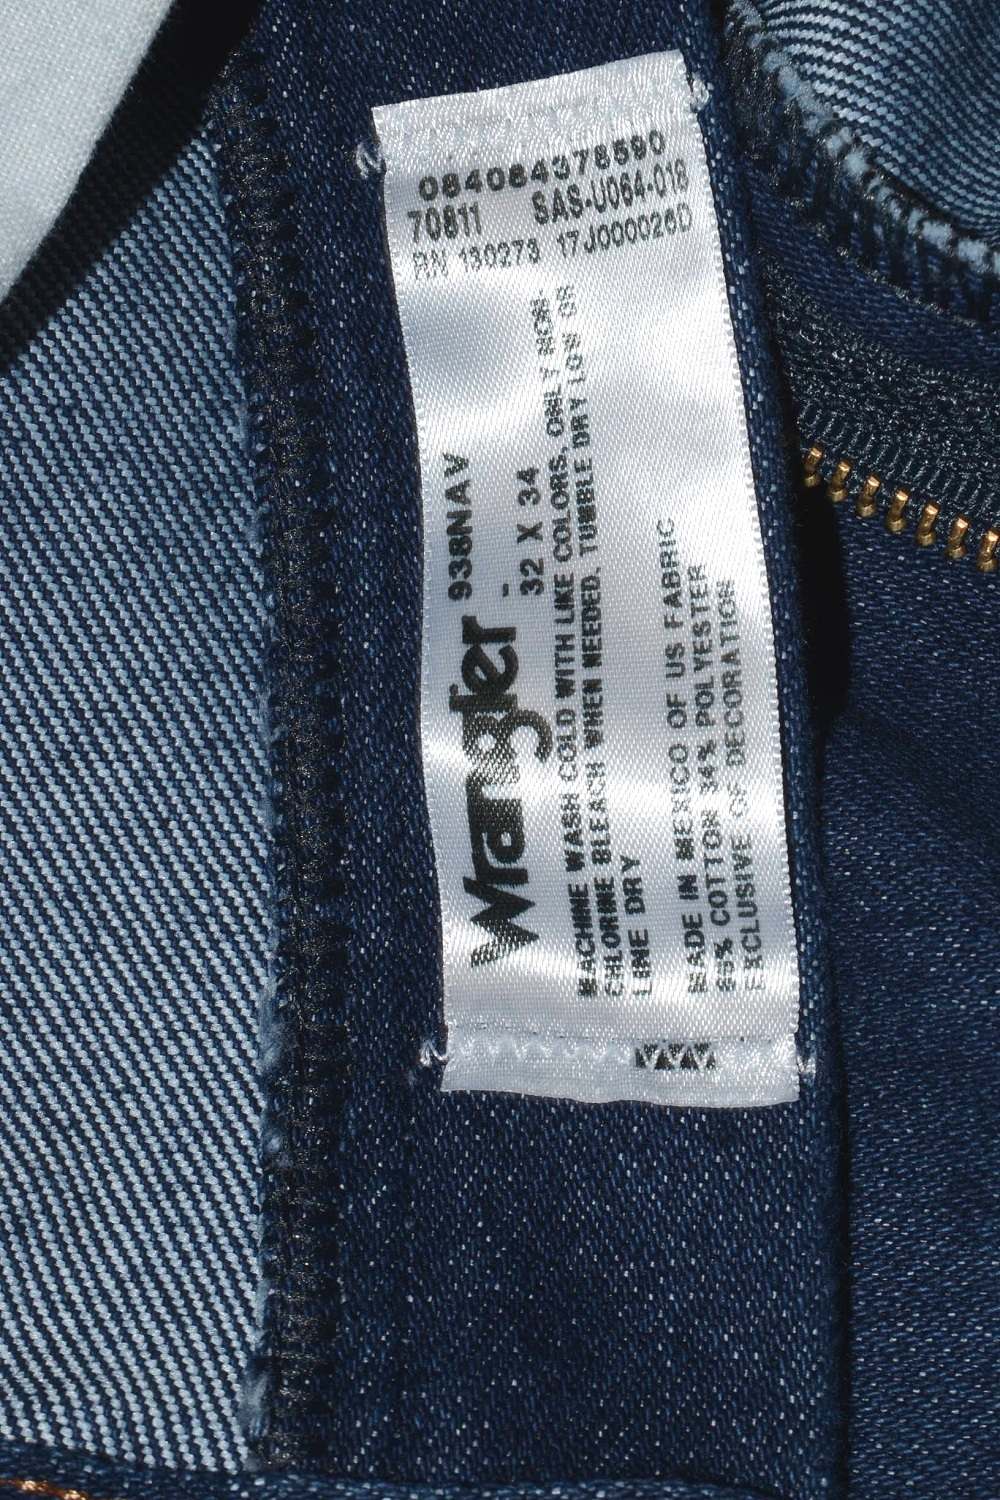 084084378590
70811 SAS-U064-018
RN 130273 17J000026D
Wrangler 938NAV
- 32 X 34
MACHINE WASH COLD WITH LIKE COLORS, ONLY NON-
CHLORINE BLEACH WHEN NEEDED. TUMBLE DRY LOW OR
LINE DRY
MADE IN MEXICO OF US FABRIC
66% COTTON 34% POLYESTER
EXCLUSIVE OF DECORATION